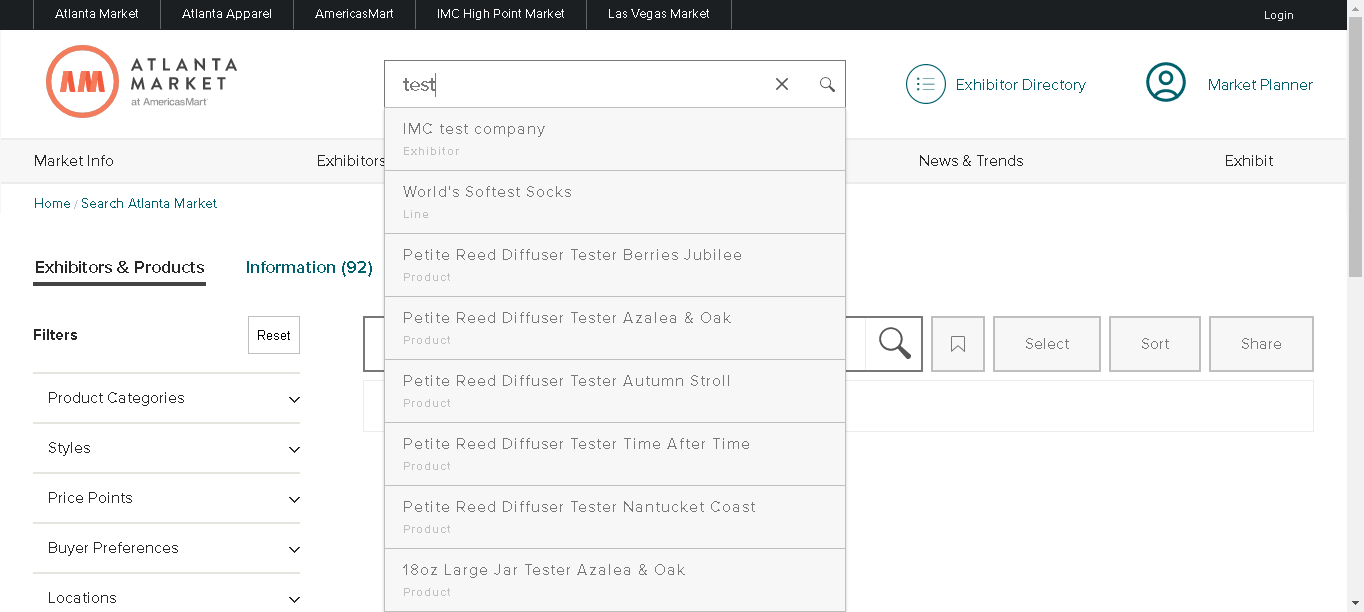 Atlanta Market Atlanta Apparel AmericasMart IMC High Point Market Las Vegas Market Login
ATLANTA
MARKET
at AmericasMart
AM
test
Exhibitor Directory
Market Planner
IMC test company
Exhibitor
World's Softest Socks
Line
Petite Reed Diffuser Tester Berries Jubilee
Product
Petite Reed Diffuser Tester Azalea & Oak
Product
Petite Reed Diffuser Tester Autumn Stroll
Product
Petite Reed Diffuser Tester Time After Time
Product
Petite Reed Diffuser Tester Nantucket Coast
Product
18oz Large Jar Tester Azalea & Oak
Product
Market Info Exhibitors News & Trends Exhibit
Home / Search Atlanta Market
Exhibitors & Products Information (92)
Filters Reset
Select Sort Share
Product Categories
Styles
Price Points
Buyer Preferences
Locations